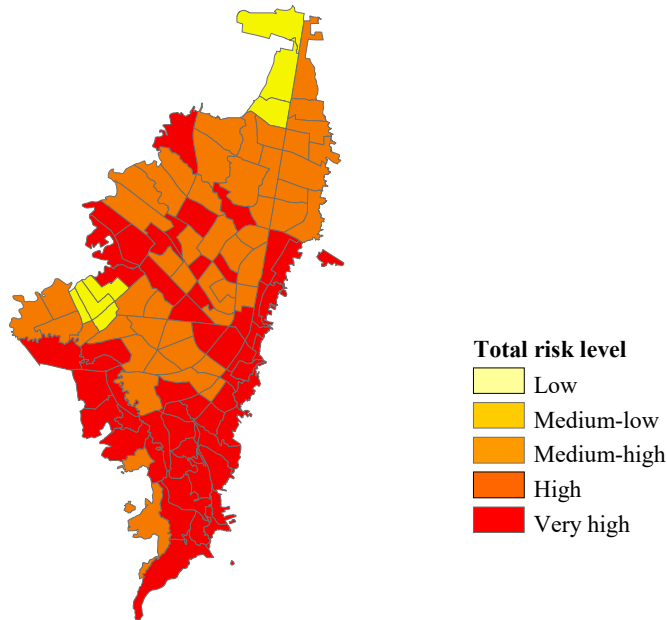 Total risk level
Low
Medium-low
Medium-high
High
Very high